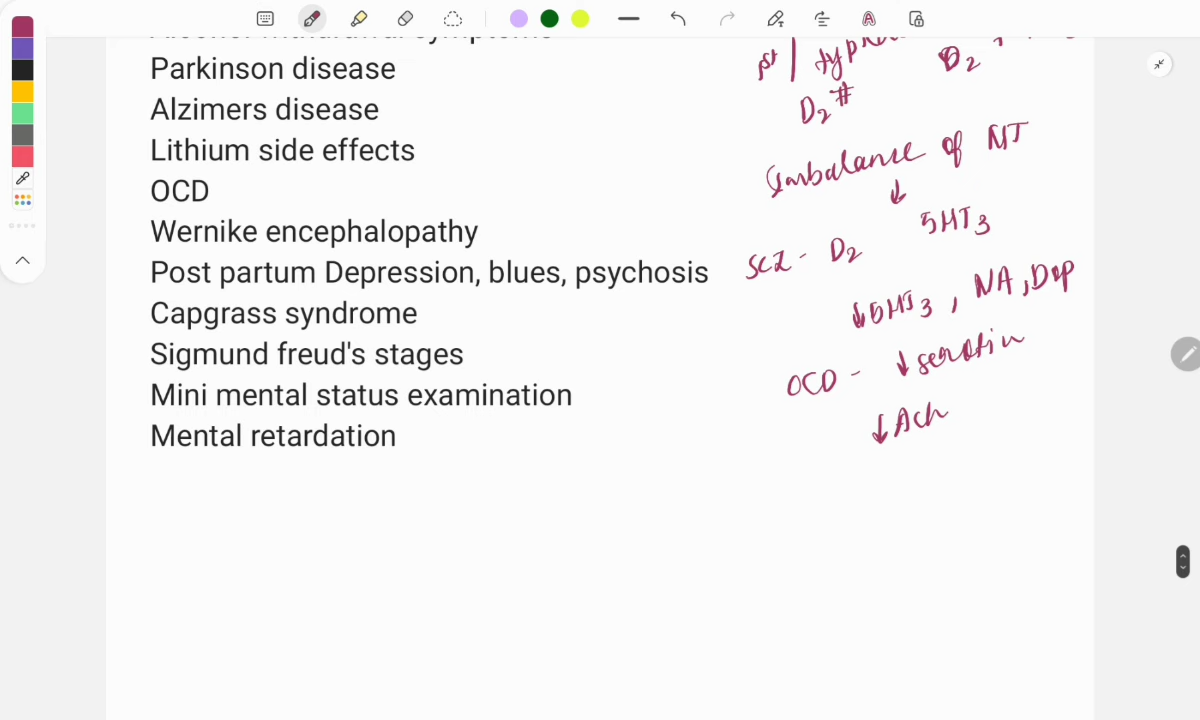 Parkinson disease
Alzimers disease
Lithium side effects
OCD
Wernike encephalopathy
Post partum Depression, blues, psychosis
Capgrass syndrome
Sigmund freud's stages
Mini mental status examination
Mental retardation
D₂
D₂ #
Imbalance of NT
↓
5HT₃
SCZ - D₂
↓5HT₃, NA, Dop
OCD - ↓ serotin
↓Ach